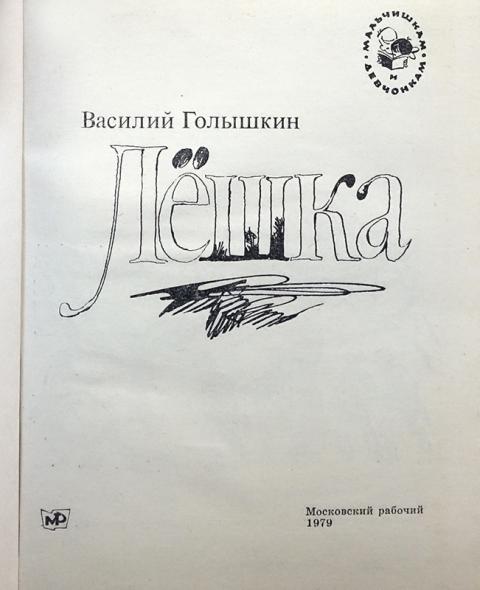 МАЛЬЧИШКАМ
И
ДЕВЧОНКАМ
Василий Голышкин
Лёшка
МР
Московский рабочий
1979